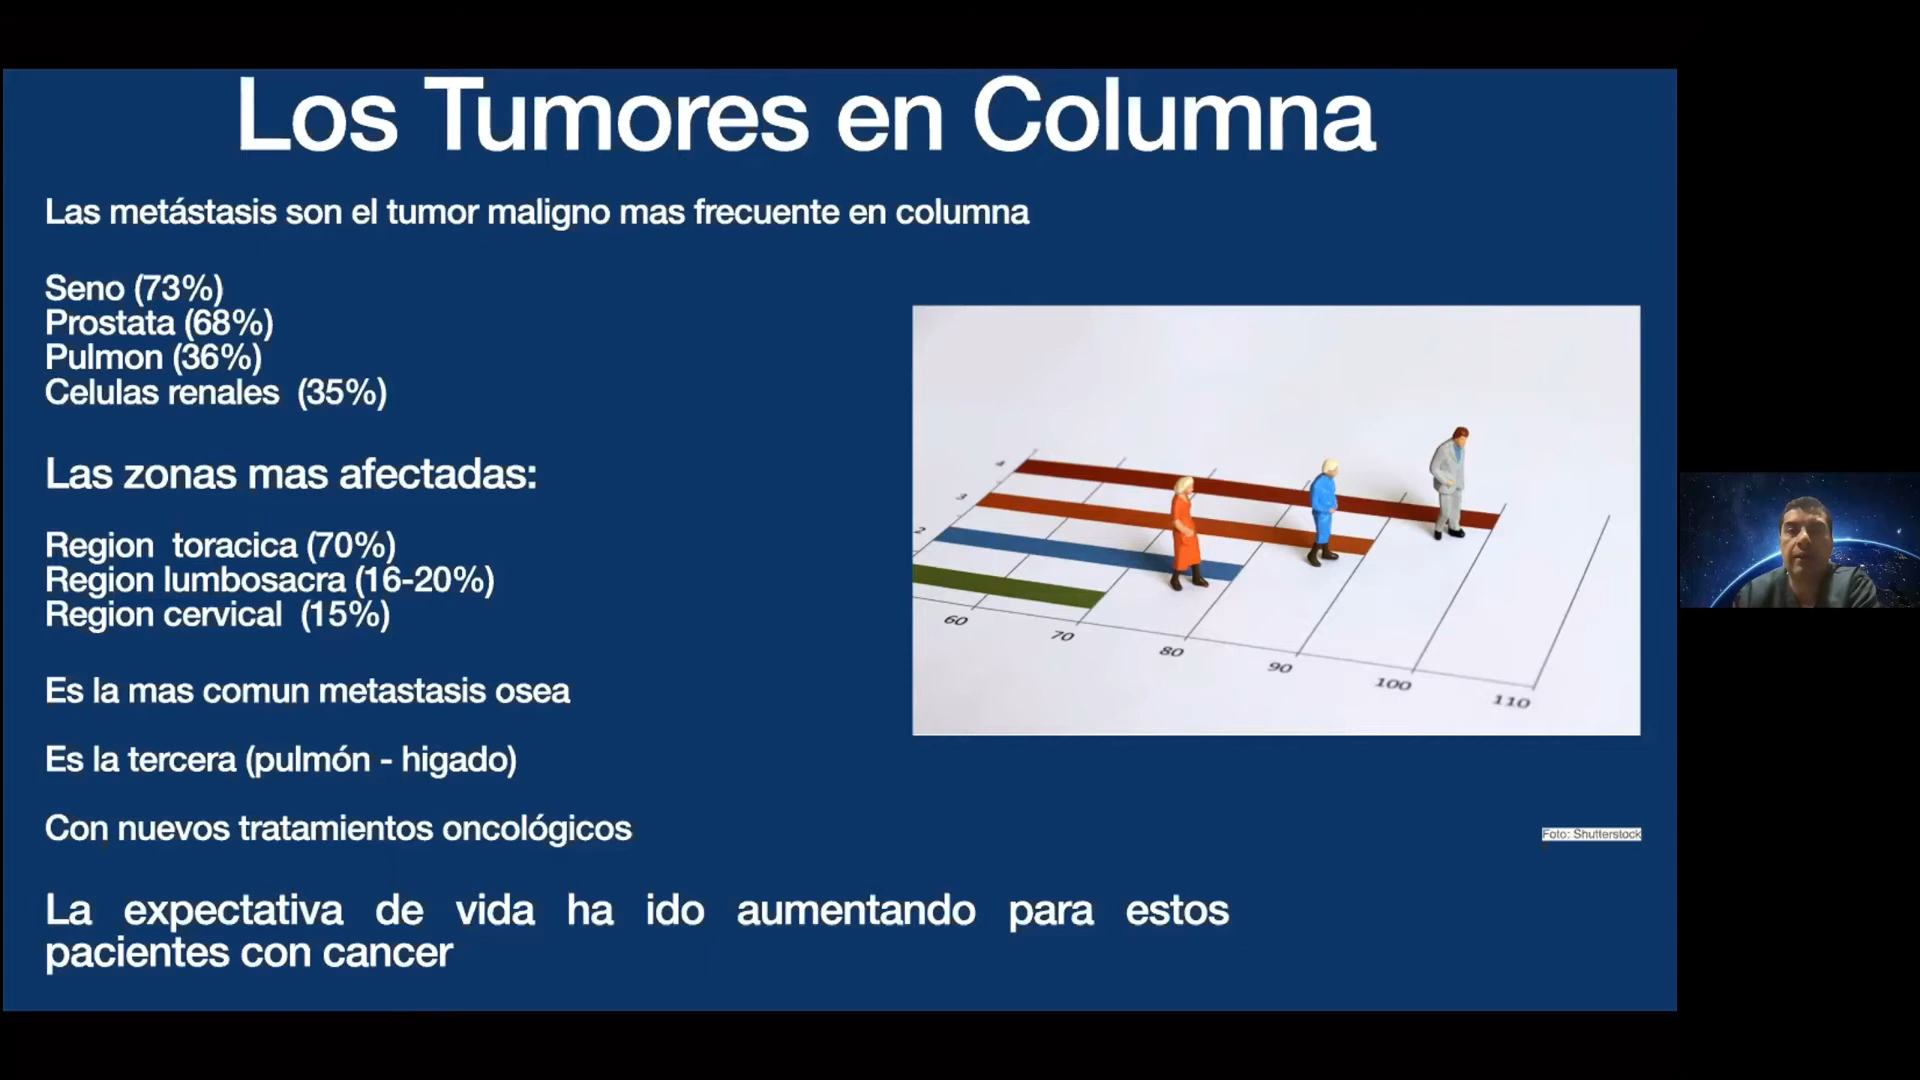 Los Tumores en Columna
Las metástasis son el tumor maligno mas frecuente en columna
Seno (73%)
Prostata (68%)
Pulmon (36%)
Celulas renales (35%)
Las zonas mas afectadas:
Region toracica (70%)
Region lumbosacra (16-20%)
Region cervical (15%)
Es la mas comun metastasis osea
Es la tercera (pulmón - higado)
Con nuevos tratamientos oncológicos
La expectativa de vida ha ido aumentando para estos
pacientes con cancer
4
3
2
60
70
80
90
100
110
Foto: Shutterstock